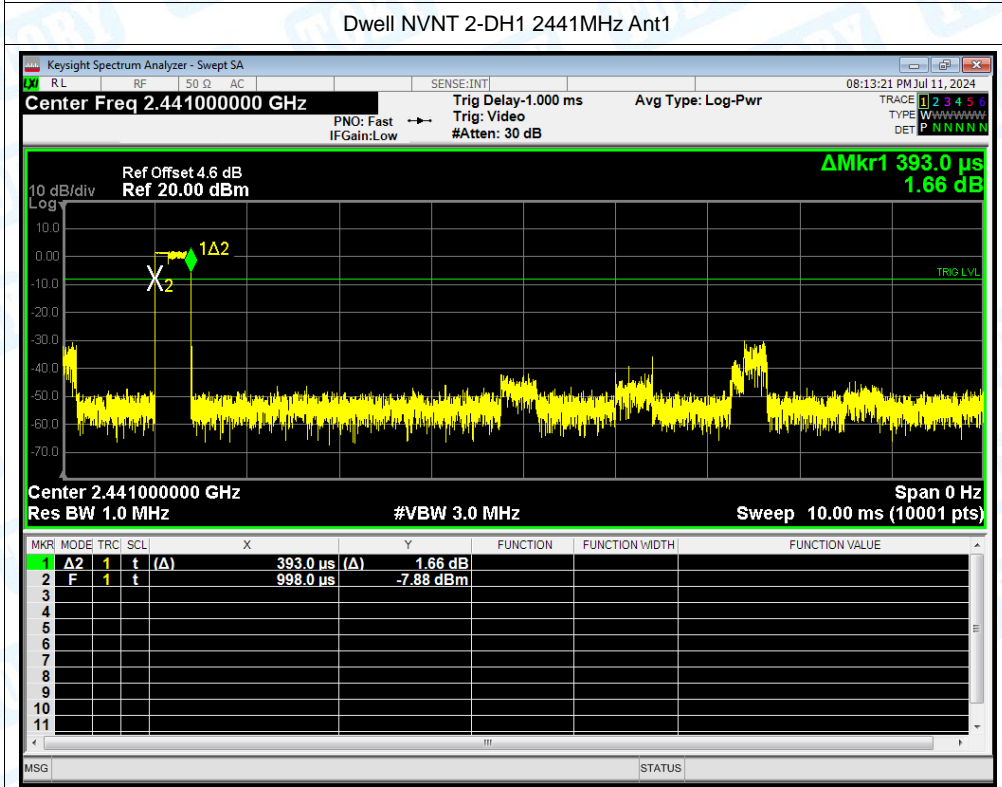 Dwell NVNT 2-DH1 2441MHz Ant1
Keysight Spectrum Analyzer - Swept SA
LXI RL RF 50 Ω AC SENSE:INT 08:13:21 PM Jul 11, 2024
Center Freq 2.441000000 GHz
Trig Delay-1.000 ms Avg Type: Log-Pwr
TRACE 1 2 3 4 5 6
PNO: Fast Trig: Video
TYPE WWWWWW
IFGain:Low #Atten: 30 dB
DET P N N N N N
ΔMkr1 393.0 µs
1.66 dB
Ref Offset 4.6 dB
10 dB/div Ref 20.00 dBm
Log
10.0
0.00
-10.0
-20.0
-30.0
-40.0
-50.0
-60.0
-70.0
1Δ2
X2
TRIG LVL
Center 2.441000000 GHz Span 0 Hz
Res BW 1.0 MHz #VBW 3.0 MHz Sweep 10.00 ms (10001 pts)
MKR MODE TRC SCL X Y FUNCTION FUNCTION WIDTH FUNCTION VALUE
1 Δ2 1 t (Δ) 393.0 µs (Δ) 1.66 dB
2 F 1 t 998.0 µs -7.88 dBm
3
4
5
6
7
8
9
10
11
MSG STATUS